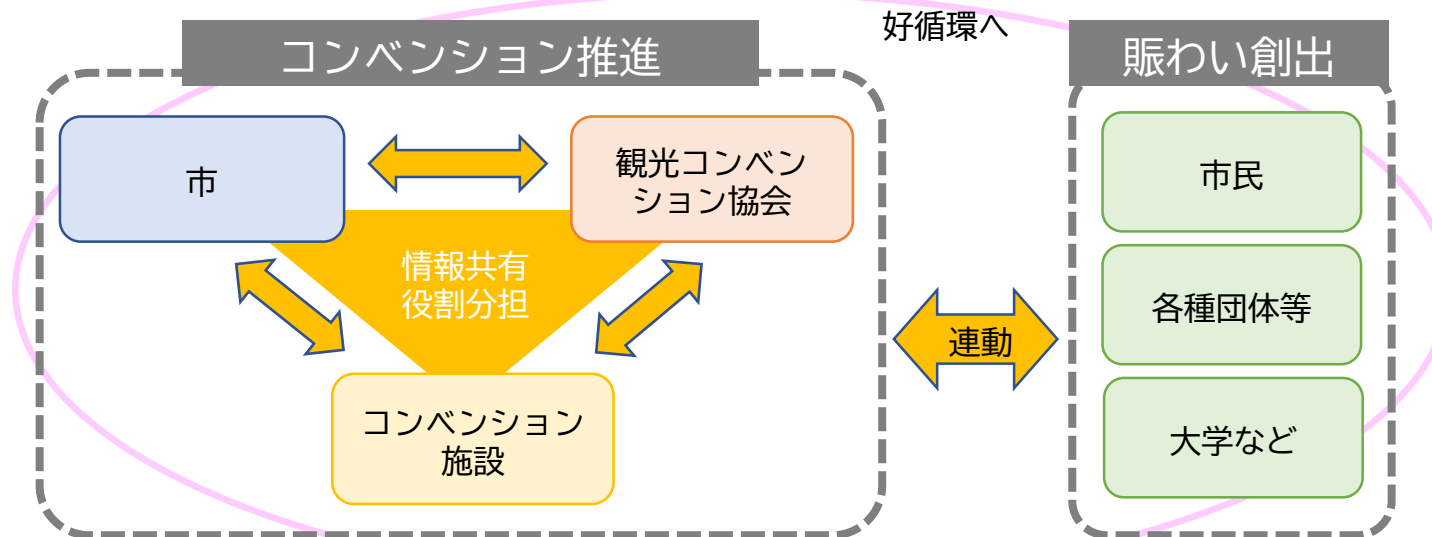 好循環へ
コンベンション推進
賑わい創出
市
観光コンベン
ション協会
情報共有
役割分担
コンベンション
施設
連動
市民
各種団体等
大学など